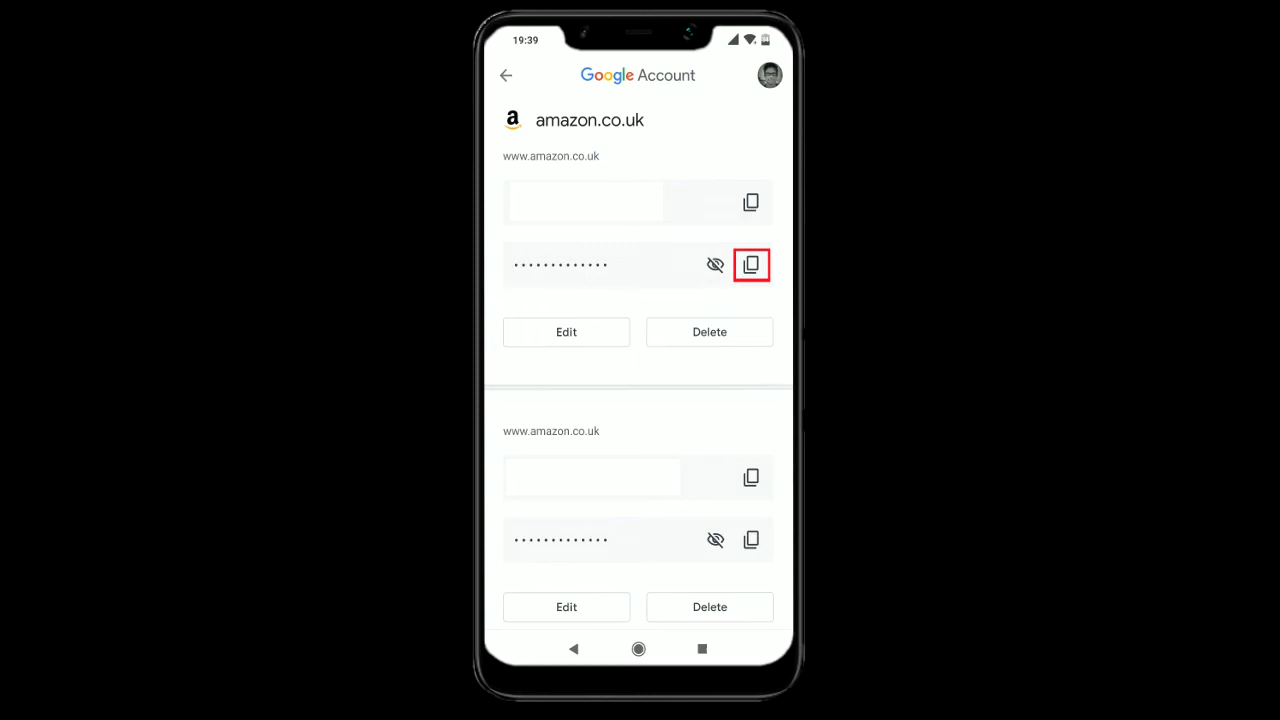 19:39
Google Account
a amazon.co.uk
www.amazon.co.uk
•••••••••••••
Edit Delete
www.amazon.co.uk
•••••••••••••
Edit Delete